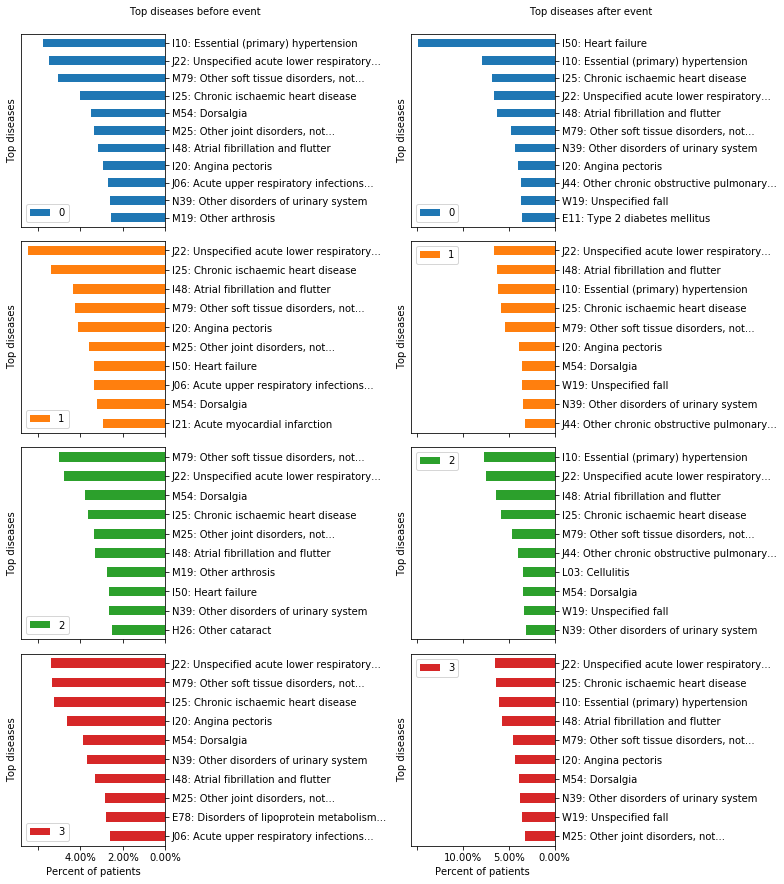 Top diseases before event
Top diseases
I10: Essential (primary) hypertension
J22: Unspecified acute lower respiratory...
M79: Other soft tissue disorders, not...
I25: Chronic ischaemic heart disease
M54: Dorsalgia
M25: Other joint disorders, not...
I48: Atrial fibrillation and flutter
I20: Angina pectoris
J06: Acute upper respiratory infections...
N39: Other disorders of urinary system
M19: Other arthrosis
0
Top diseases
J22: Unspecified acute lower respiratory...
I25: Chronic ischaemic heart disease
I48: Atrial fibrillation and flutter
M79: Other soft tissue disorders, not...
I20: Angina pectoris
M25: Other joint disorders, not...
I50: Heart failure
J06: Acute upper respiratory infections...
M54: Dorsalgia
I21: Acute myocardial infarction
1
Top diseases
M79: Other soft tissue disorders, not...
J22: Unspecified acute lower respiratory...
M54: Dorsalgia
I25: Chronic ischaemic heart disease
M25: Other joint disorders, not...
I48: Atrial fibrillation and flutter
M19: Other arthrosis
I50: Heart failure
N39: Other disorders of urinary system
H26: Other cataract
2
Top diseases
J22: Unspecified acute lower respiratory...
M79: Other soft tissue disorders, not...
I25: Chronic ischaemic heart disease
I20: Angina pectoris
M54: Dorsalgia
N39: Other disorders of urinary system
I48: Atrial fibrillation and flutter
M25: Other joint disorders, not...
E78: Disorders of lipoprotein metabolism...
J06: Acute upper respiratory infections...
3
4.00% 2.00% 0.00%
Percent of patients
Top diseases after event
Top diseases
I50: Heart failure
I10: Essential (primary) hypertension
I25: Chronic ischaemic heart disease
J22: Unspecified acute lower respiratory...
I48: Atrial fibrillation and flutter
M79: Other soft tissue disorders, not...
N39: Other disorders of urinary system
I20: Angina pectoris
J44: Other chronic obstructive pulmonary...
W19: Unspecified fall
E11: Type 2 diabetes mellitus
0
Top diseases
1
J22: Unspecified acute lower respiratory...
I48: Atrial fibrillation and flutter
I10: Essential (primary) hypertension
I25: Chronic ischaemic heart disease
M79: Other soft tissue disorders, not...
I20: Angina pectoris
M54: Dorsalgia
W19: Unspecified fall
N39: Other disorders of urinary system
J44: Other chronic obstructive pulmonary...
Top diseases
2
I10: Essential (primary) hypertension
J22: Unspecified acute lower respiratory...
I48: Atrial fibrillation and flutter
I25: Chronic ischaemic heart disease
M79: Other soft tissue disorders, not...
J44: Other chronic obstructive pulmonary...
L03: Cellulitis
M54: Dorsalgia
W19: Unspecified fall
N39: Other disorders of urinary system
Top diseases
3
J22: Unspecified acute lower respiratory...
I25: Chronic ischaemic heart disease
I10: Essential (primary) hypertension
I48: Atrial fibrillation and flutter
M79: Other soft tissue disorders, not...
I20: Angina pectoris
M54: Dorsalgia
N39: Other disorders of urinary system
W19: Unspecified fall
M25: Other joint disorders, not...
10.00% 5.00% 0.00%
Percent of patients